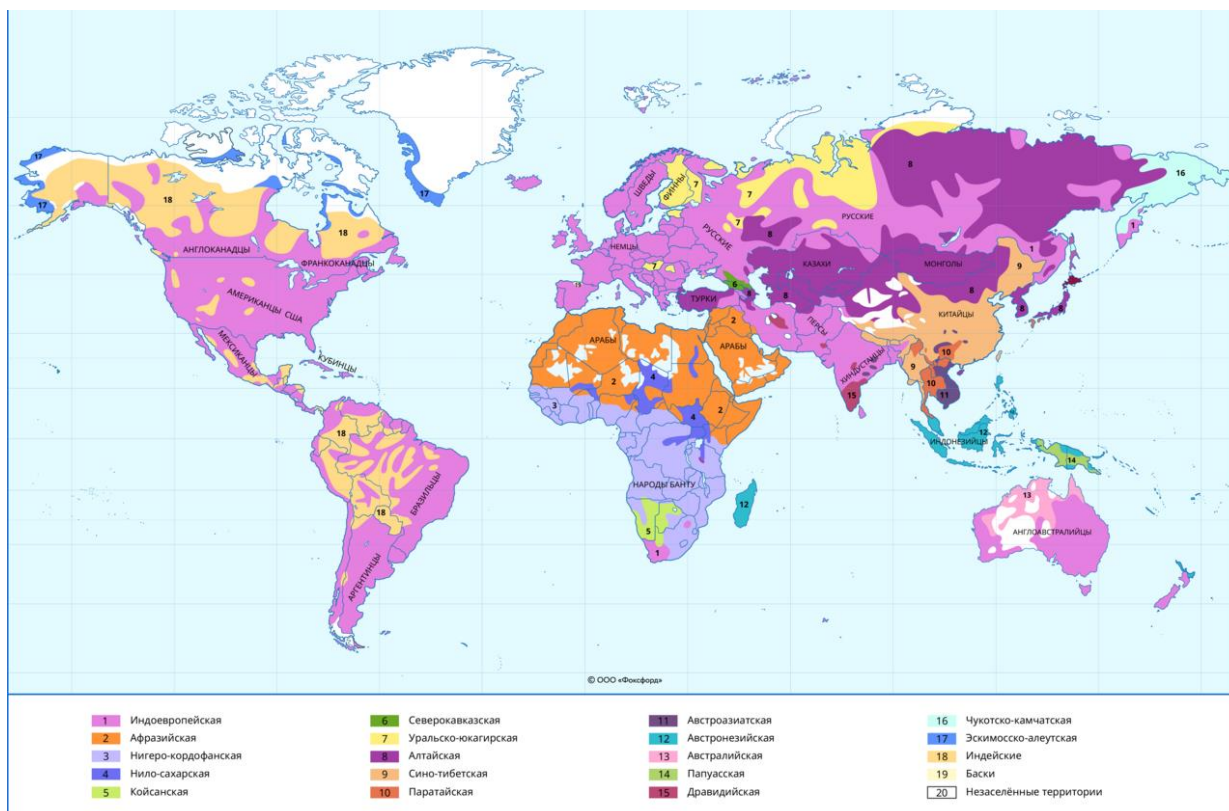 17
17
18
17
18
АНГЛОКАНАДЦЫ
ФРАНКОКАНАДЦЫ
АМЕРИКАНЦЫ США
МЕКСИКАНЦЫ
КУБИНЦЫ
18
18
БРАЗИЛЬЦЫ
АРГЕНТИНЦЫ
ШВЕДЫ
ФИННЫ
7
7
7
8
16
РУССКИЕ
РУССКИЕ
НЕМЦЫ
7
8
1
1
9
КАЗАХИ
МОНГОЛЫ
8
6
8
ТУРКИ
8
8
8
КИТАЙЦЫ
АРАБЫ
2
АРАБЫ
ПЕРСЫ
ХИНДУСТАНЦЫ
2
4
3
4
2
15
9
10
10
11
12
ИНДОНЕЗИЙЦЫ
14
НАРОДЫ БАНТУ
12
5
1
13
АНГЛОАВСТРАЛИЙЦЫ
© ООО «Фоксфорд»
1 Индоевропейская
2 Афразийская
3 Нигеро-кордофанская
4 Нило-сахарская
5 Койсанская
6 Северокавказская
7 Уральско-юкагирская
8 Алтайская
9 Сино-тибетская
10 Паратайская
11 Австроазиатская
12 Австронезийская
13 Австралийская
14 Папуасская
15 Дравидийская
16 Чукотско-камчатская
17 Эскимосско-алеутская
18 Индейские
19 Баски
20 Незаселённые территории